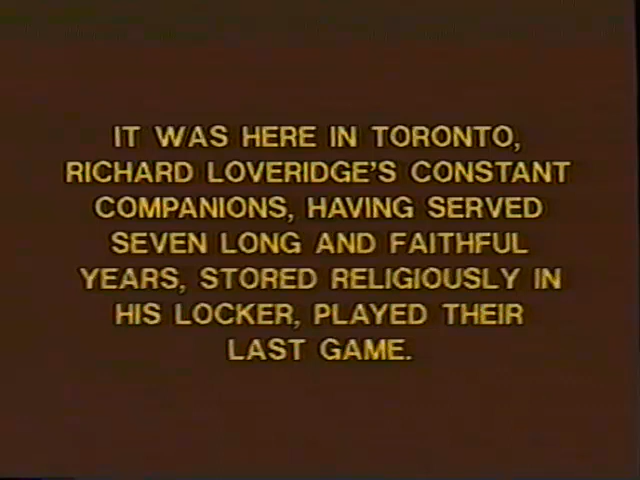 IT WAS HERE IN TORONTO,
RICHARD LOVERIDGE'S CONSTANT
COMPANIONS, HAVING SERVED
SEVEN LONG AND FAITHFUL
YEARS, STORED RELIGIOUSLY IN
HIS LOCKER, PLAYED THEIR
LAST GAME.